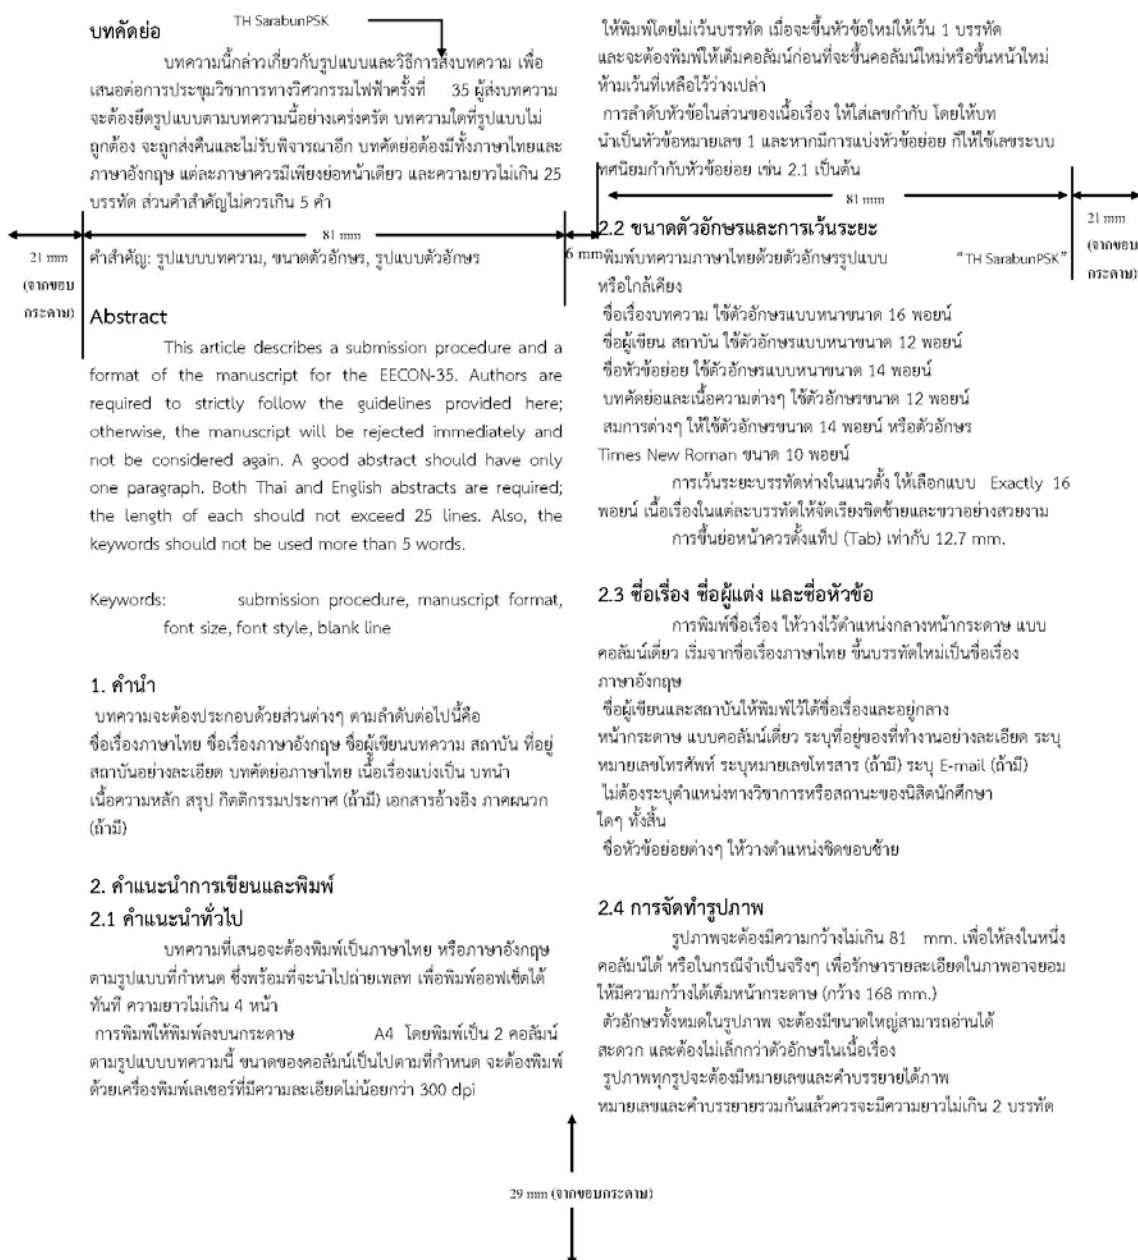 TH SarabunPSK
บทคัดย่อ
บทความนี้กล่าวเกี่ยวกับรูปแบบและวิธีการส่งบทความ เพื่อ
เสนอต่อการประชุมวิชาการทางวิศวกรรมไฟฟ้าครั้งที่ 35 ผู้ส่งบทความ
จะต้องยึดรูปแบบตามบทความนี้อย่างเคร่งครัด บทความใดที่รูปแบบไม่
ถูกต้อง จะถูกส่งคืนและไม่รับพิจารณาอีก บทคัดย่อต้องมีทั้งภาษาไทยและ
ภาษาอังกฤษ แต่ละภาษาควรมีเพียงย่อหน้าเดียว และความยาวไม่เกิน 25
บรรทัด ส่วนคำสำคัญไม่ควรเกิน 5 คำ
81 mm
21 mm
(จากขอบ
กระดาษ)
6 mm
คำสำคัญ: รูปแบบบทความ, ขนาดตัวอักษร, รูปแบบตัวอักษร
Abstract
This article describes a submission procedure and a
format of the manuscript for the EECON-35. Authors are
required to strictly follow the guidelines provided here;
otherwise, the manuscript will be rejected immediately and
not be considered again. A good abstract should have only
one paragraph. Both Thai and English abstracts are required;
the length of each should not exceed 25 lines. Also, the
keywords should not be used more than 5 words.
Keywords: submission procedure, manuscript format,
font size, font style, blank line
1. คำนำ
บทความจะต้องประกอบด้วยส่วนต่างๆ ตามลำดับต่อไปนี้คือ
ชื่อเรื่องภาษาไทย ชื่อเรื่องภาษาอังกฤษ ชื่อผู้เขียนบทความ สถาบัน ที่อยู่
สถาบันอย่างละเอียด บทคัดย่อภาษาไทย เนื้อเรื่องแบ่งเป็น บทนำ
เนื้อความหลัก สรุป กิตติกรรมประกาศ (ถ้ามี) เอกสารอ้างอิง ภาคผนวก
(ถ้ามี)
2. คำแนะนำการเขียนและพิมพ์
2.1 คำแนะนำทั่วไป
บทความที่เสนอจะต้องพิมพ์เป็นภาษาไทย หรือภาษาอังกฤษ
ตามรูปแบบที่กำหนด ซึ่งพร้อมที่จะนำไปถ่ายเพลท เพื่อพิมพ์ออฟเซ็ตได้
ทันที ความยาวไม่เกิน 4 หน้า
การพิมพ์ให้พิมพ์ลงบนกระดาษ A4 โดยพิมพ์เป็น 2 คอลัมน์
ตามรูปแบบบทความนี้ ขนาดของคอลัมน์เป็นไปตามที่กำหนด จะต้องพิมพ์
ด้วยเครื่องพิมพ์เลเซอร์ที่มีความละเอียดไม่น้อยกว่า 300 dpi
ให้พิมพ์โดยไม่เว้นบรรทัด เมื่อจะขึ้นหัวข้อใหม่ให้เว้น 1 บรรทัด
และจะต้องพิมพ์ให้เต็มคอลัมน์ก่อนที่จะขึ้นคอลัมน์ใหม่หรือขึ้นหน้าใหม่
ห้ามเว้นที่เหลือไว้ว่างเปล่า
การลำดับหัวข้อในส่วนของเนื้อเรื่อง ให้ใส่เลขกำกับ โดยให้บท
นำเป็นหัวข้อหมายเลข 1 และหากมีการแบ่งหัวข้อย่อย ก็ให้ใช้เลขระบบ
ทศนิยมกำกับหัวข้อย่อย เช่น 2.1 เป็นต้น
81 mm
21 mm
(จากขอบ
กระดาษ)
2.2 ขนาดตัวอักษรและการเว้นระยะ
พิมพ์บทความภาษาไทยด้วยตัวอักษรรูปแบบ "TH SarabunPSK"
หรือใกล้เคียง
ชื่อเรื่องบทความ ใช้ตัวอักษรแบบหนาขนาด 16 พอยน์
ชื่อผู้เขียน สถาบัน ใช้ตัวอักษรแบบหนาขนาด 12 พอยน์
ชื่อหัวข้อย่อย ใช้ตัวอักษรแบบหนาขนาด 14 พอยน์
บทคัดย่อและเนื้อความต่างๆ ใช้ตัวอักษรขนาด 12 พอยน์
สมการต่างๆ ให้ใช้ตัวอักษรขนาด 14 พอยน์ หรือตัวอักษร
Times New Roman ขนาด 10 พอยน์
การเว้นระยะบรรทัดห่างในแนวตั้ง ให้เลือกแบบ Exactly 16
พอยน์ เนื้อเรื่องในแต่ละบรรทัดให้จัดเรียงชิดซ้ายและขวาอย่างสวยงาม
การขึ้นย่อหน้าควรตั้งแท็ป (Tab) เท่ากับ 12.7 mm.
2.3 ชื่อเรื่อง ชื่อผู้แต่ง และชื่อหัวข้อ
การพิมพ์ชื่อเรื่อง ให้วางไว้ตำแหน่งกลางหน้ากระดาษ แบบ
คอลัมน์เดี่ยว เริ่มจากชื่อเรื่องภาษาไทย ขึ้นบรรทัดใหม่เป็นชื่อเรื่อง
ภาษาอังกฤษ
ชื่อผู้เขียนและสถาบันให้พิมพ์ไว้ใต้ชื่อเรื่องและอยู่กลาง
หน้ากระดาษ แบบคอลัมน์เดี่ยว ระบุที่อยู่ของที่ทำงานอย่างละเอียด ระบุ
หมายเลขโทรศัพท์ ระบุหมายเลขโทรสาร (ถ้ามี) ระบุ E-mail (ถ้ามี)
ไม่ต้องระบุตำแหน่งทางวิชาการหรือสถานะของนิสิตนักศึกษา
ใดๆ ทั้งสิ้น
ชื่อหัวข้อย่อยต่างๆ ให้วางตำแหน่งชิดขอบซ้าย
2.4 การจัดทำรูปภาพ
รูปภาพจะต้องมีความกว้างไม่เกิน 81 mm. เพื่อให้ลงในหนึ่ง
คอลัมน์ได้ หรือในกรณีจำเป็นจริงๆ เพื่อรักษารายละเอียดในภาพอาจยอม
ให้มีความกว้างได้เต็มหน้ากระดาษ (กว้าง 168 mm.)
ตัวอักษรทั้งหมดในรูปภาพ จะต้องมีขนาดใหญ่สามารถอ่านได้
สะดวก และต้องไม่เล็กกว่าตัวอักษรในเนื้อเรื่อง
รูปภาพทุกรูปจะต้องมีหมายเลขและคำบรรยายใต้ภาพ
หมายเลขและคำบรรยายรวมกันแล้วควรจะมีความยาวไม่เกิน 2 บรรทัด
29 mm (จากขอบกระดาษ)